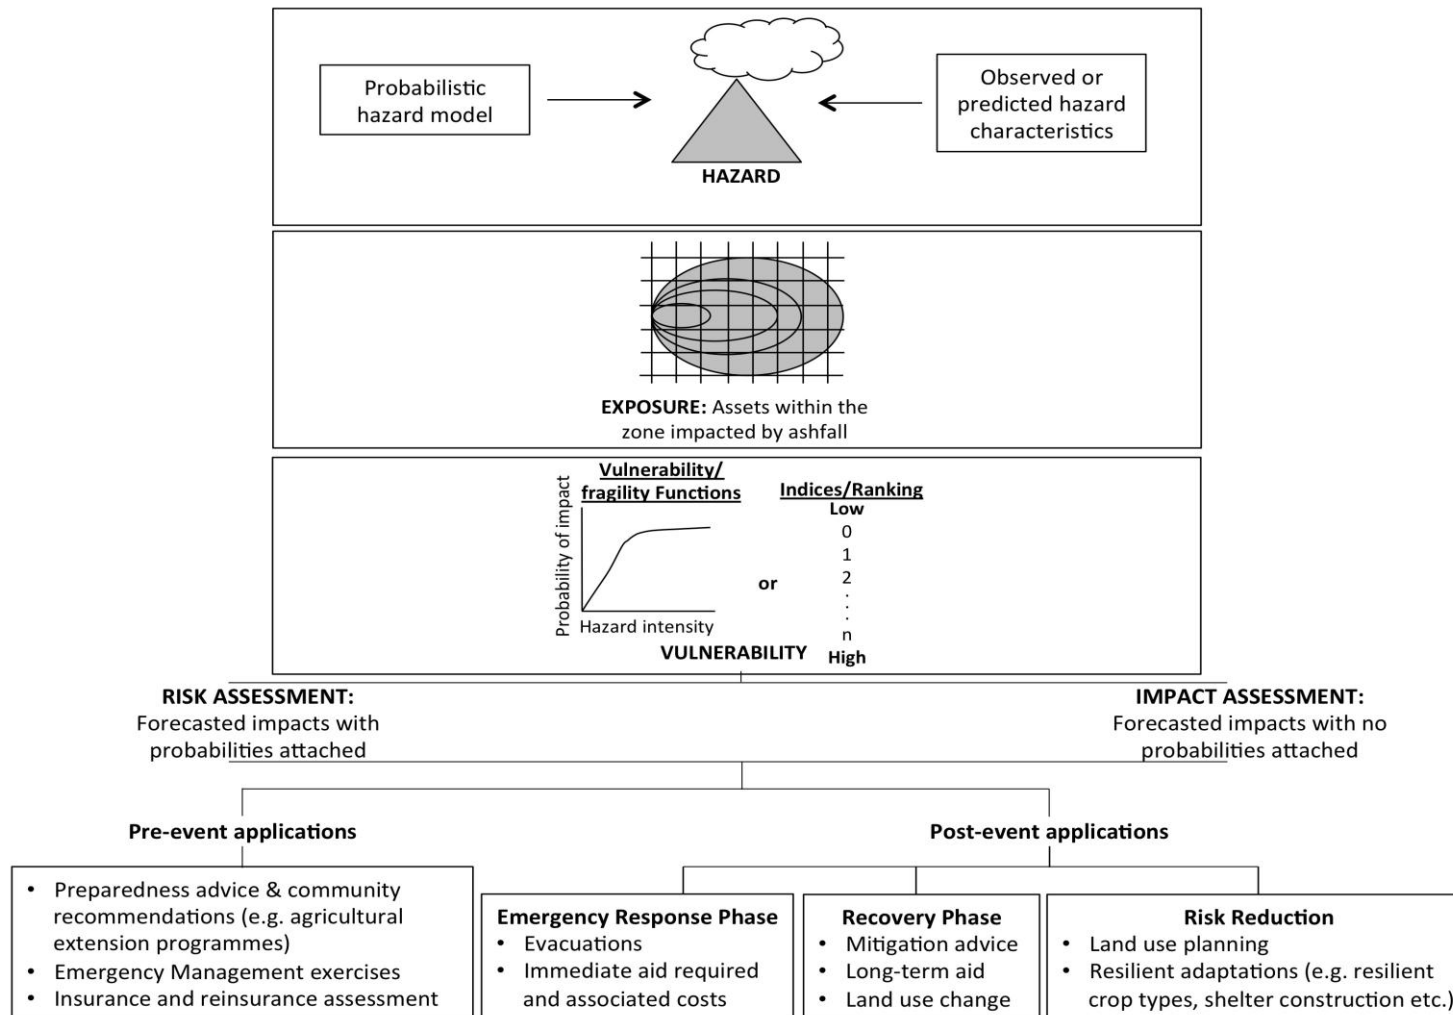 Probabilistic
hazard model
Observed or
predicted hazard
characteristics
HAZARD
EXPOSURE: Assets within the
zone impacted by ashfall
Vulnerability/
fragility Functions
Probability of impact
Hazard intensity
or
Indices/Ranking
Low
0
1
2
.
.
.
n
High
VULNERABILITY
RISK ASSESSMENT:
Forecasted impacts with
probabilities attached
IMPACT ASSESSMENT:
Forecasted impacts with no
probabilities attached
Pre-event applications
• Preparedness advice & community
recommendations (e.g. agricultural
extension programmes)
• Emergency Management exercises
• Insurance and reinsurance assessment
Post-event applications
Emergency Response Phase
• Evacuations
• Immediate aid required
and associated costs
Recovery Phase
• Mitigation advice
• Long-term aid
• Land use change
Risk Reduction
• Land use planning
• Resilient adaptations (e.g. resilient
crop types, shelter construction etc.)